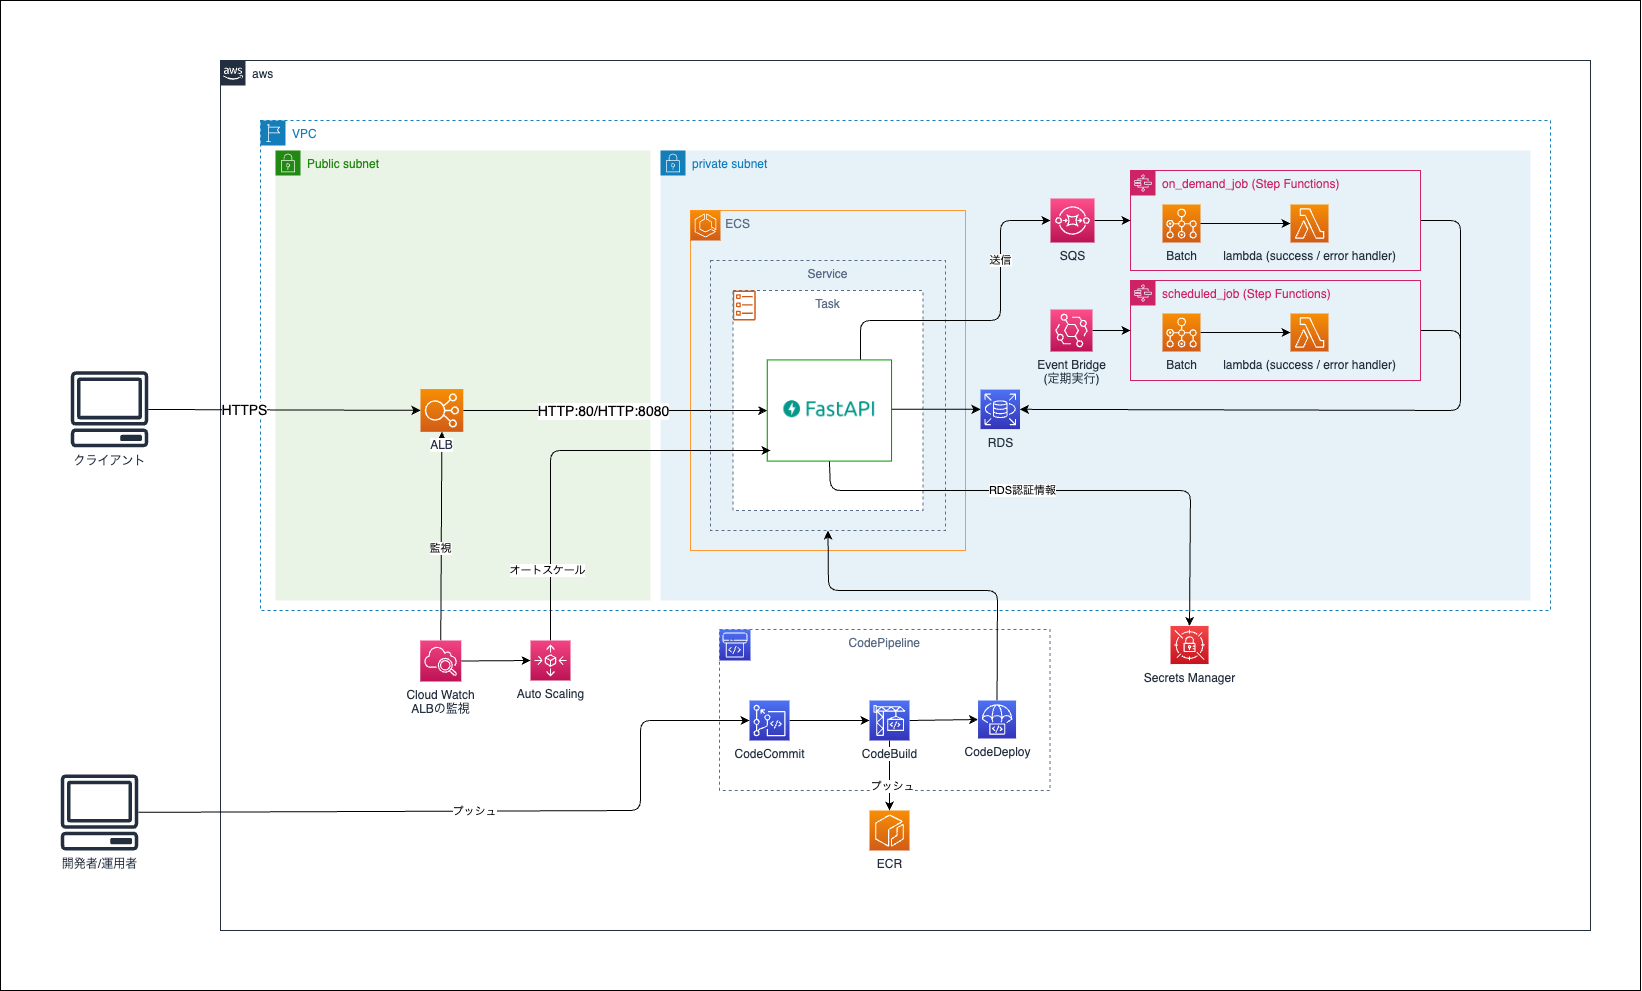 aws
aws
VPC
Public subnet
private subnet
on_demand_job (Step Functions)
ECS
Service
Task
送信
SQS
Batch
lambda (success / error handler)
scheduled_job (Step Functions)
Event Bridge
(定期実行)
Batch
lambda (success / error handler)
HTTPS
HTTP:80/HTTP:8080
FastAPI
クライアント
ALB
RDS
RDS認証情報
監視
オートスケール
CodePipeline
Cloud Watch
ALBの監視
Auto Scaling
Secrets Manager
CodeCommit
CodeBuild
CodeDeploy
プッシュ
プッシュ
開発者/運用者
ECR